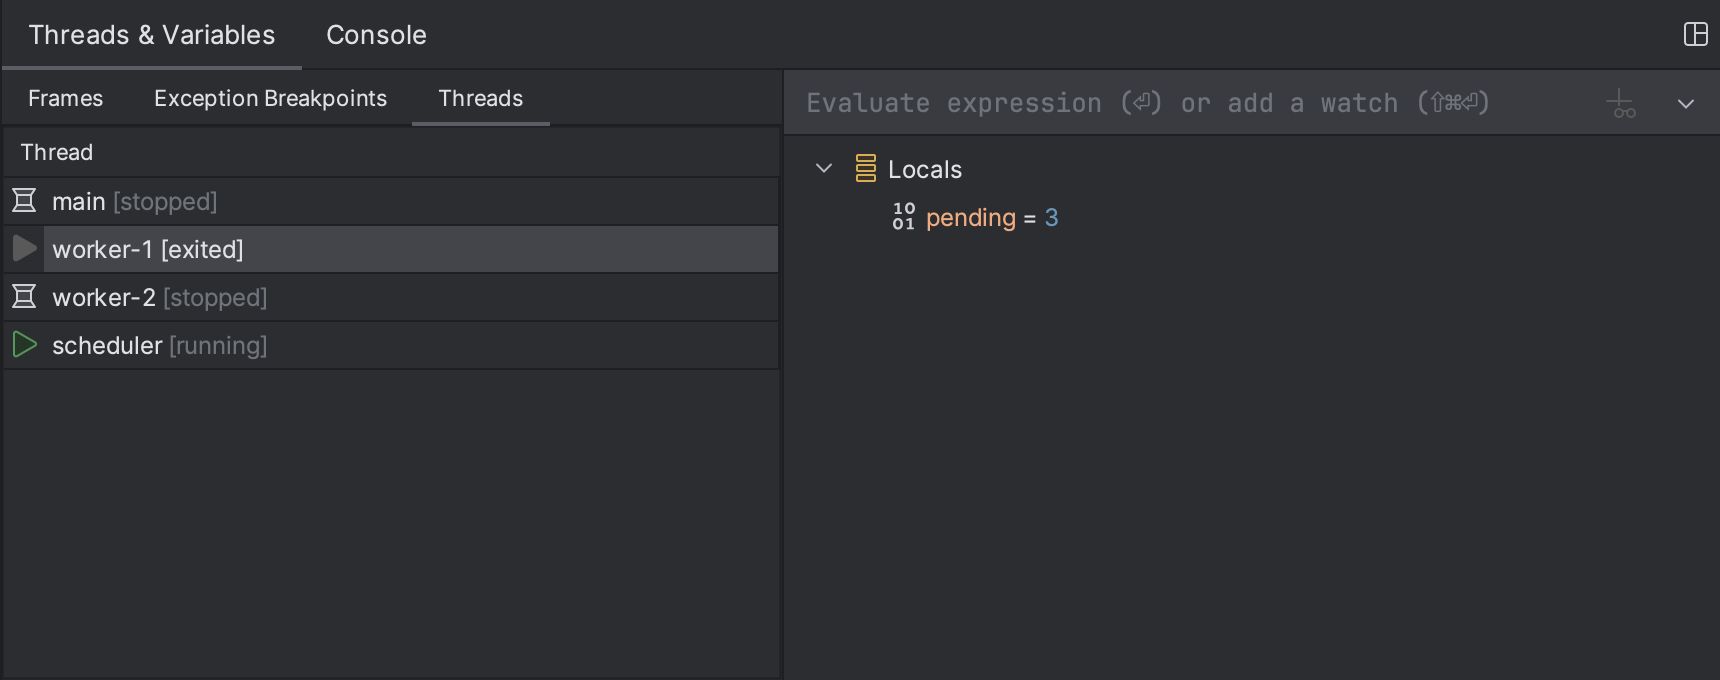 Threads & Variables Console
Frames Exception Breakpoints Threads
Evaluate expression (⏎) or add a watch (⇧⌘⏎)
Thread
main [stopped]
worker-1 [exited]
worker-2 [stopped]
scheduler [running]
Locals
pending = 3